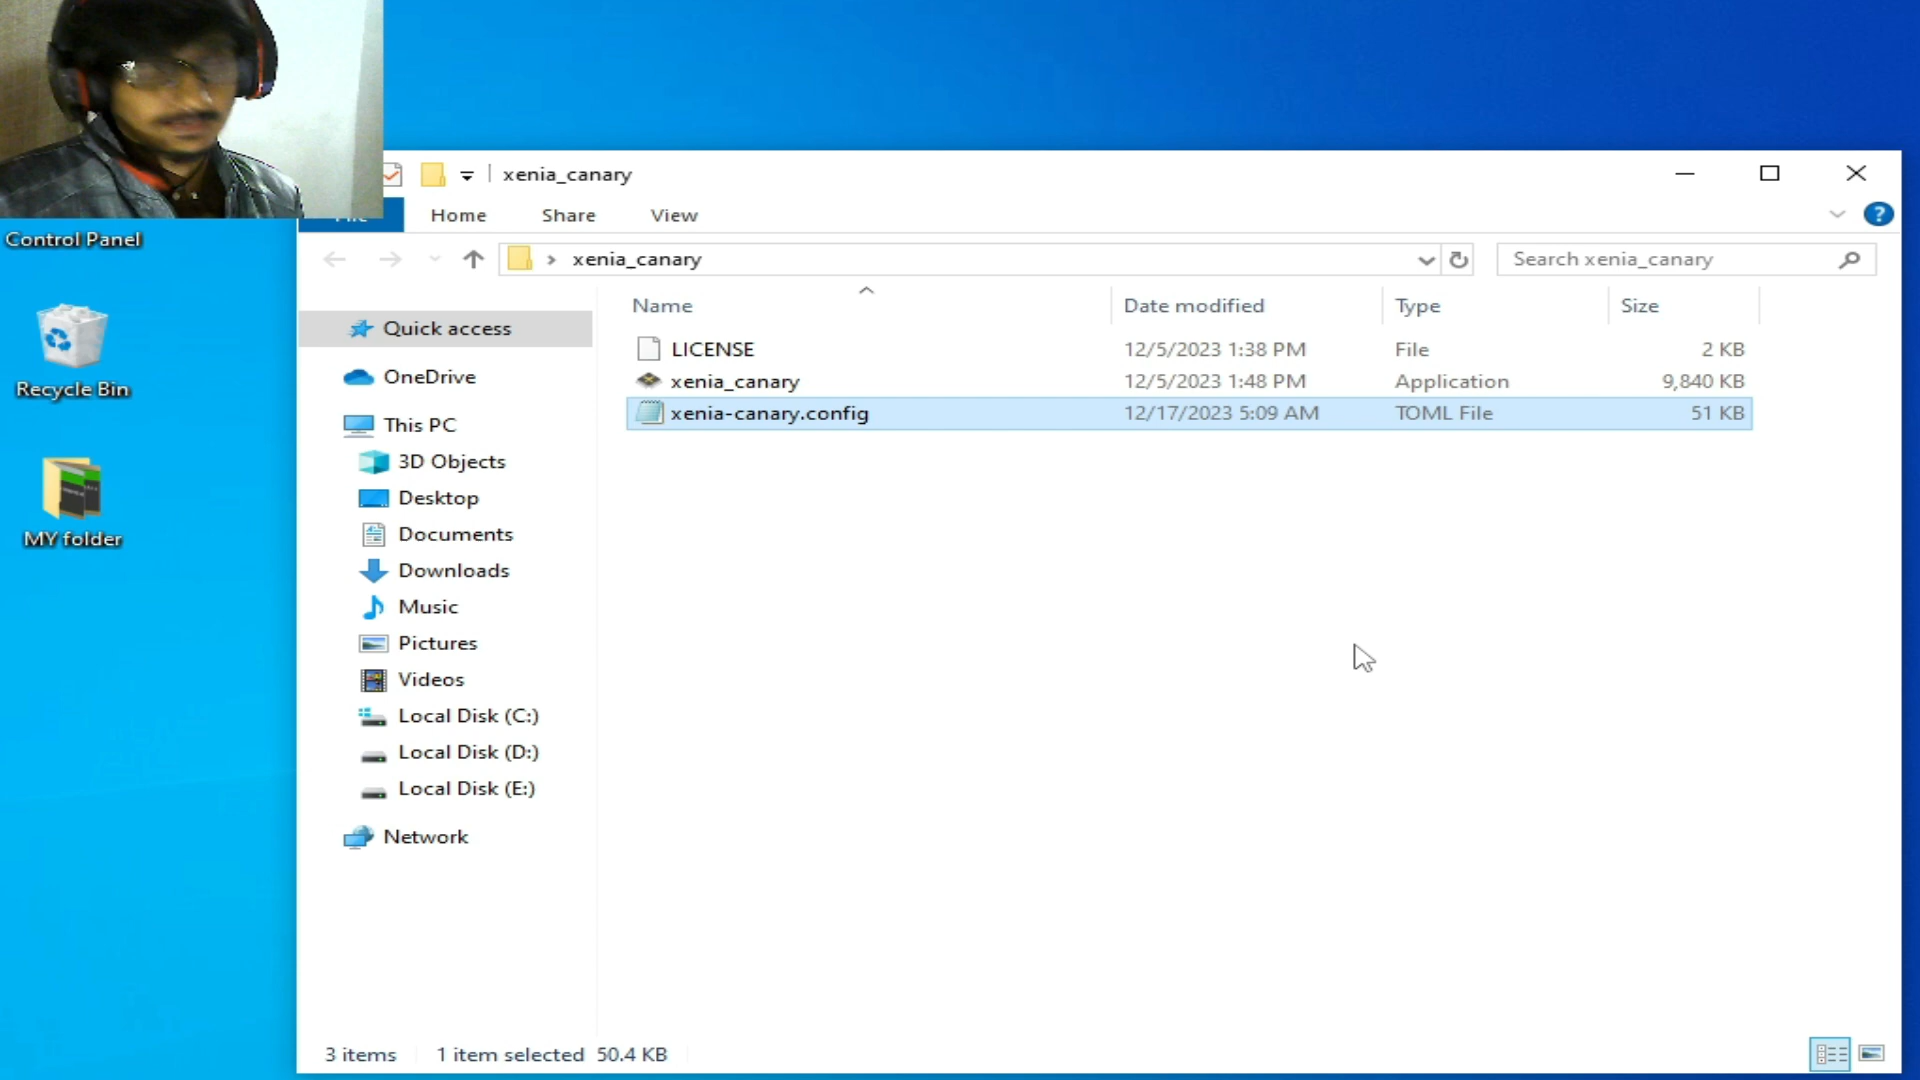 xenia_canary
Home Share View
Control Panel
xenia_canary
Search xenia_canary
Name Date modified Type Size
Quick access
LICENSE 12/5/2023 1:38 PM File 2 KB
OneDrive
xenia_canary 12/5/2023 1:48 PM Application 9,840 KB
Recycle Bin
xenia-canary.config 12/17/2023 5:09 AM TOML File 51 KB
This PC
3D Objects
Desktop
MY folder
Documents
Downloads
Music
Pictures
Videos
Local Disk (C:)
Local Disk (D:)
Local Disk (E:)
Network
3 items 1 item selected 50.4 KB